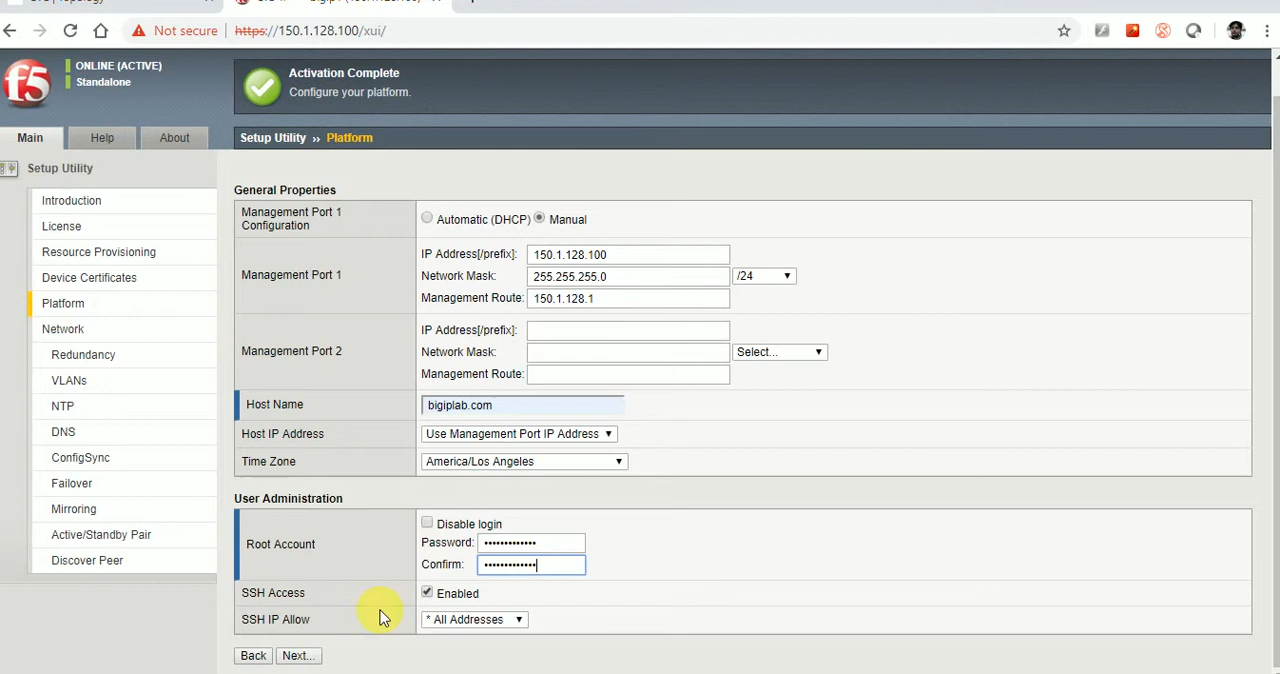 Not secure https://150.1.128.100/xui/
f5
ONLINE (ACTIVE)
Standalone
Activation Complete
Configure your platform.
Main Help About
Setup Utility »› Platform
Setup Utility
Introduction
License
Resource Provisioning
Device Certificates
Platform
Network
Redundancy
VLANs
NTP
DNS
ConfigSync
Failover
Mirroring
Active/Standby Pair
Discover Peer
General Properties
Management Port 1
Configuration
Automatic (DHCP) Manual
Management Port 1
IP Address[/prefix]: 150.1.128.100
Network Mask: 255.255.255.0 /24
Management Route: 150.1.128.1
Management Port 2
IP Address[/prefix]:
Network Mask: Select...
Management Route:
Host Name bigiplab.com
Host IP Address Use Management Port IP Address
Time Zone America/Los Angeles
User Administration
Root Account
Disable login
Password: •••••••••••••
Confirm: •••••••••••••
SSH Access Enabled
SSH IP Allow * All Addresses
Back Next...